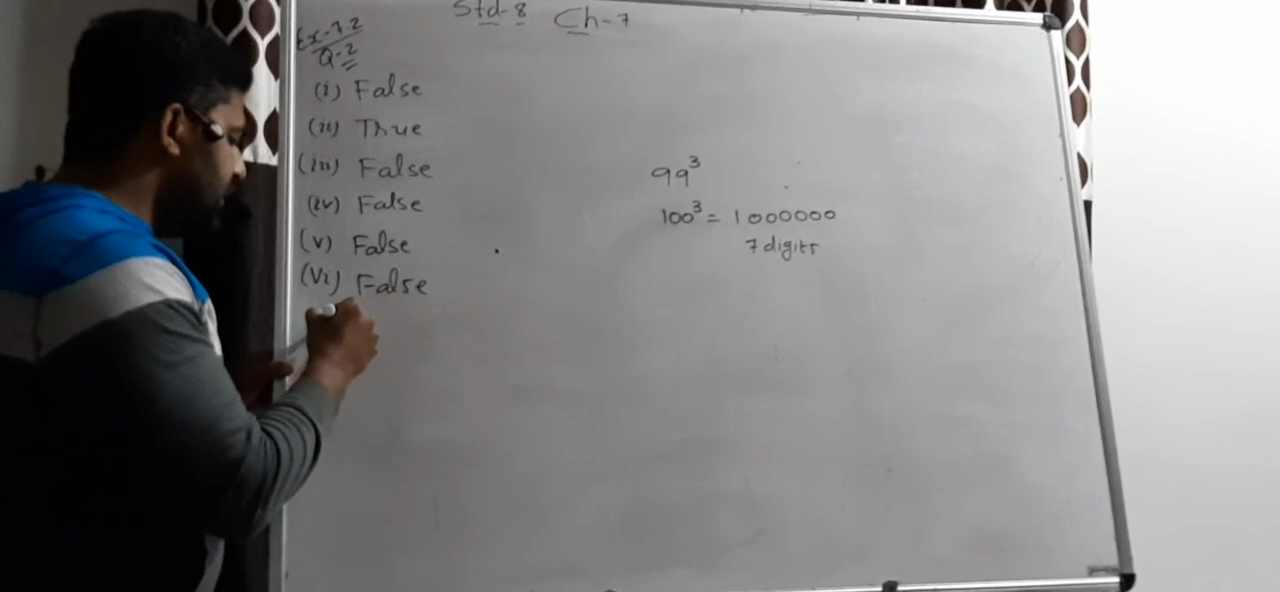 Std-8 Ch-7
Ex-7.2
Q-2
(i) False
(ii) True
(iii) False
(iv) False
(v) False
(vi) False
99³
100³ = 1000000
7 digits